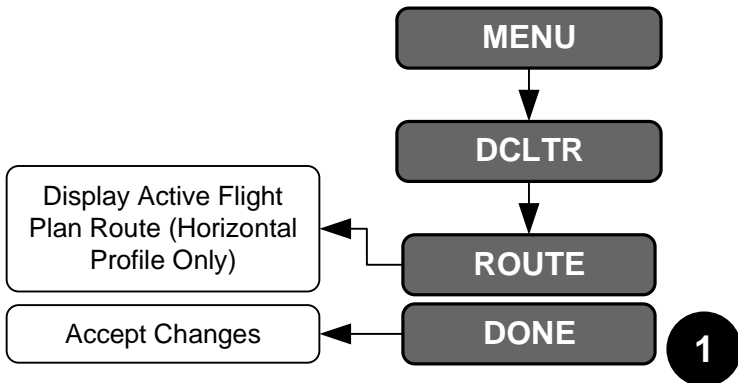 MENU
DCLTR
Display Active Flight
Plan Route (Horizontal
Profile Only)
ROUTE
Accept Changes
DONE
1